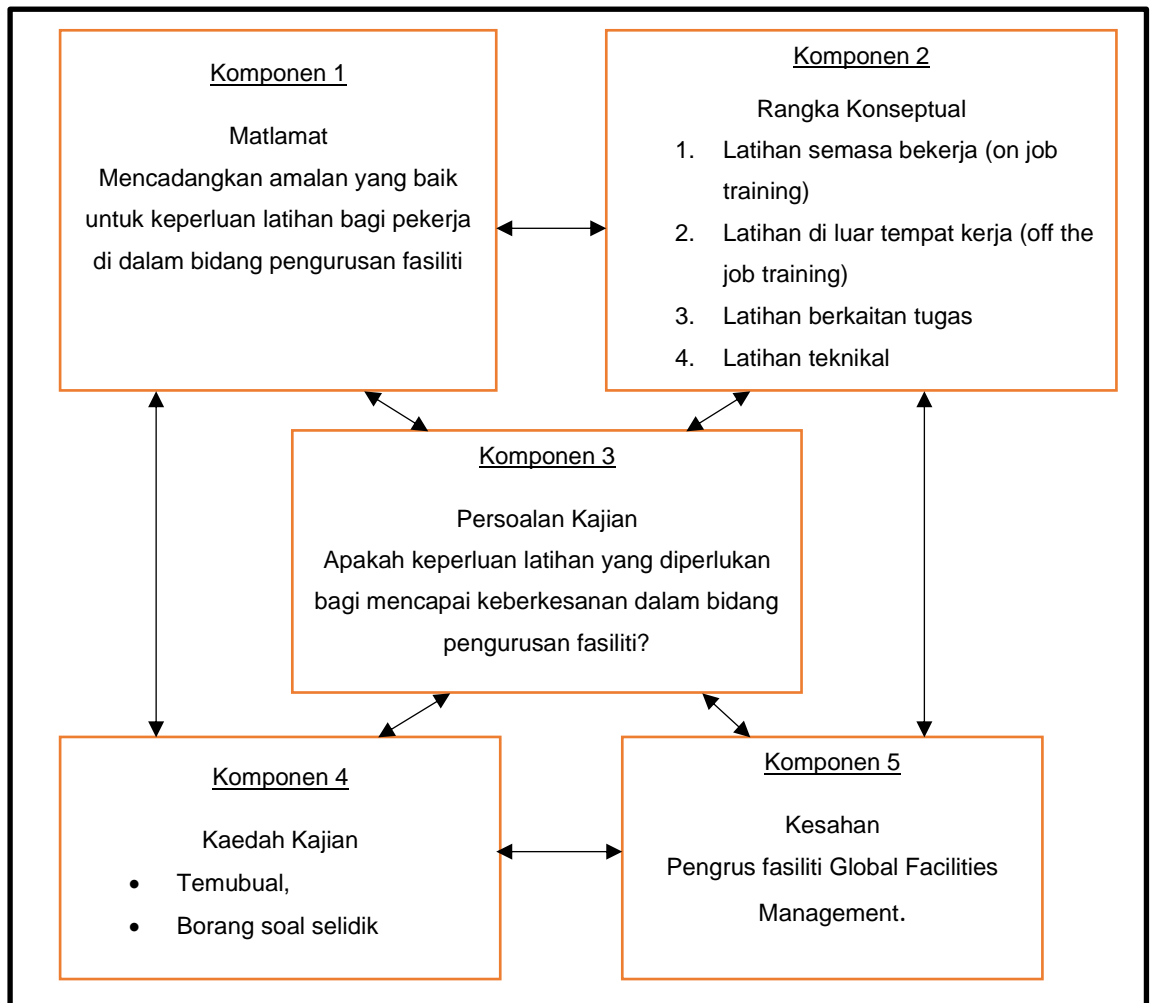 Komponen 1
Matlamat
Mencadangkan amalan yang baik
untuk keperluan latihan bagi pekerja
di dalam bidang pengurusan fasiliti
Komponen 2
Rangka Konseptual
1. Latihan semasa bekerja (on job
training)
2. Latihan di luar tempat kerja (off the
job training)
3. Latihan berkaitan tugas
4. Latihan teknikal
Komponen 3
Persoalan Kajian
Apakah keperluan latihan yang diperlukan
bagi mencapai keberkesanan dalam bidang
pengurusan fasiliti?
Komponen 4
Kaedah Kajian
• Temubual,
• Borang soal selidik
Komponen 5
Kesahan
Pengrus fasiliti Global Facilities
Management.